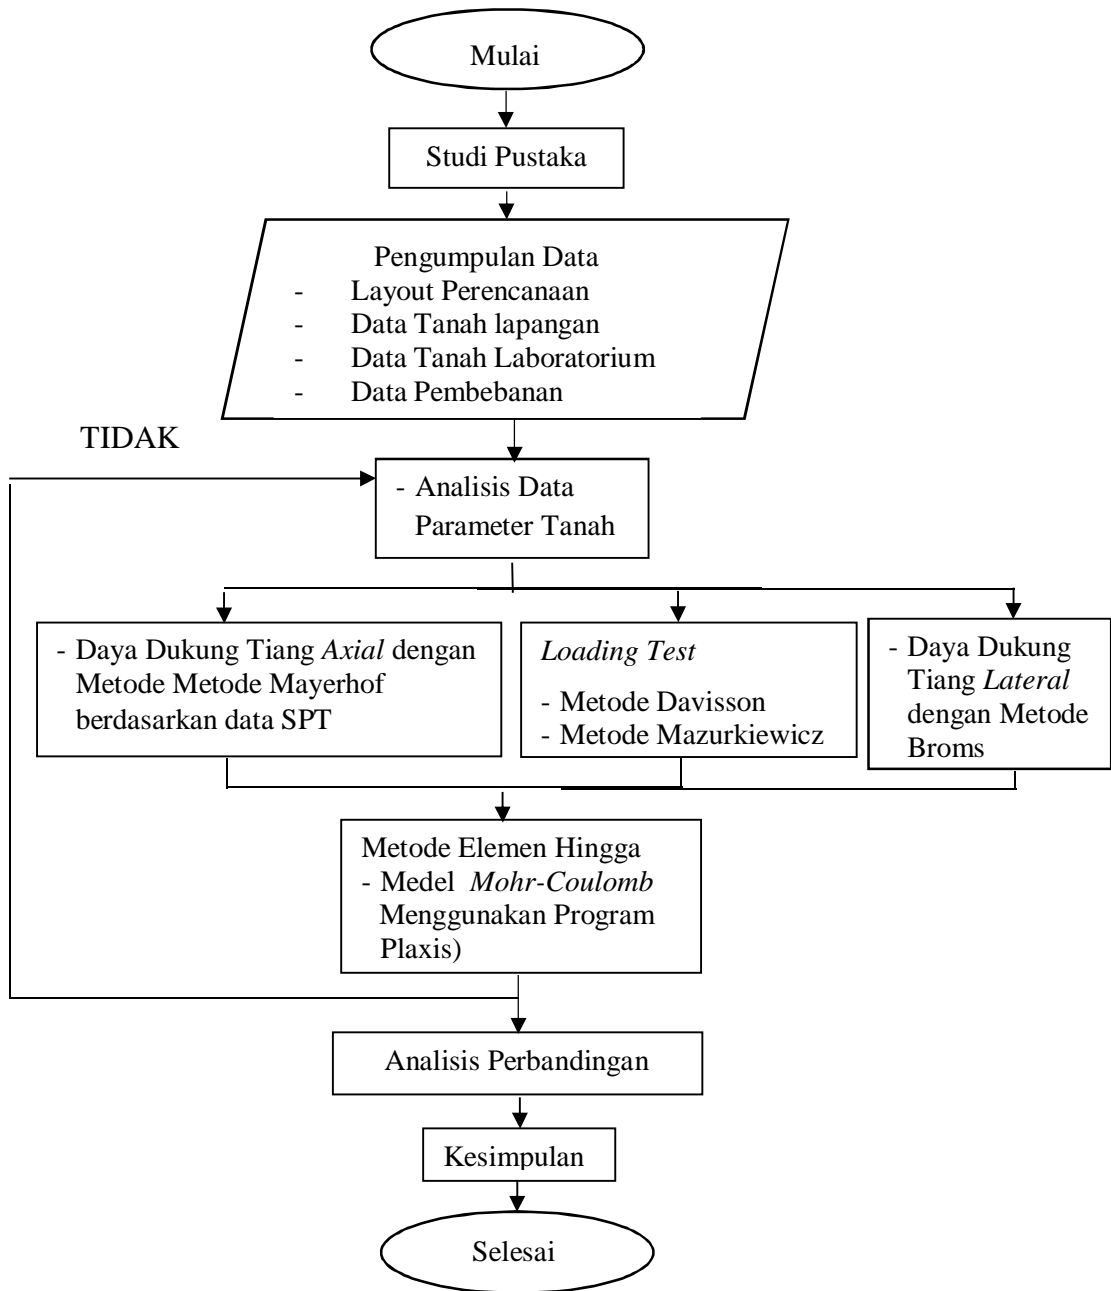 Mulai
Studi Pustaka
Pengumpulan Data
- Layout Perencanaan
- Data Tanah lapangan
- Data Tanah Laboratorium
- Data Pembebanan
TIDAK
- Analisis Data
Parameter Tanah
- Daya Dukung Tiang Axial dengan
Metode Metode Mayerhof
berdasarkan data SPT
Loading Test
- Metode Davisson
- Metode Mazurkiewicz
- Daya Dukung
Tiang Lateral
dengan Metode
Broms
Metode Elemen Hingga
- Medel Mohr-Coulomb
Menggunakan Program
Plaxis)
Analisis Perbandingan
Kesimpulan
Selesai